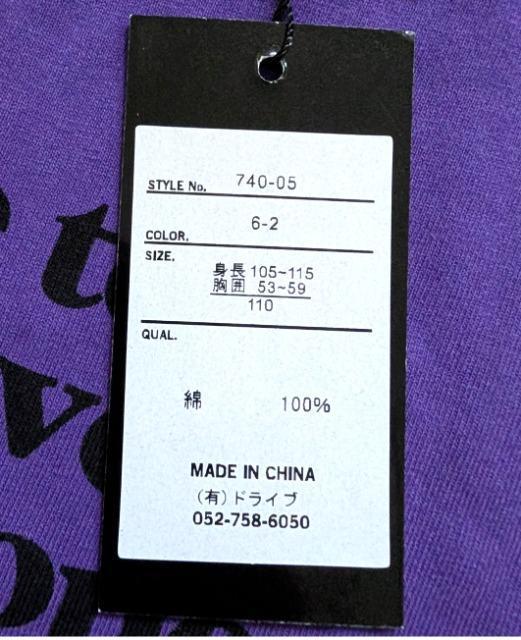 STYLE No. 740-05
COLOR. 6-2
SIZE.
身長 105~115
胸囲 53~59
110
QUAL.
綿 100%
MADE IN CHINA
(有)ドライブ
052-758-6050